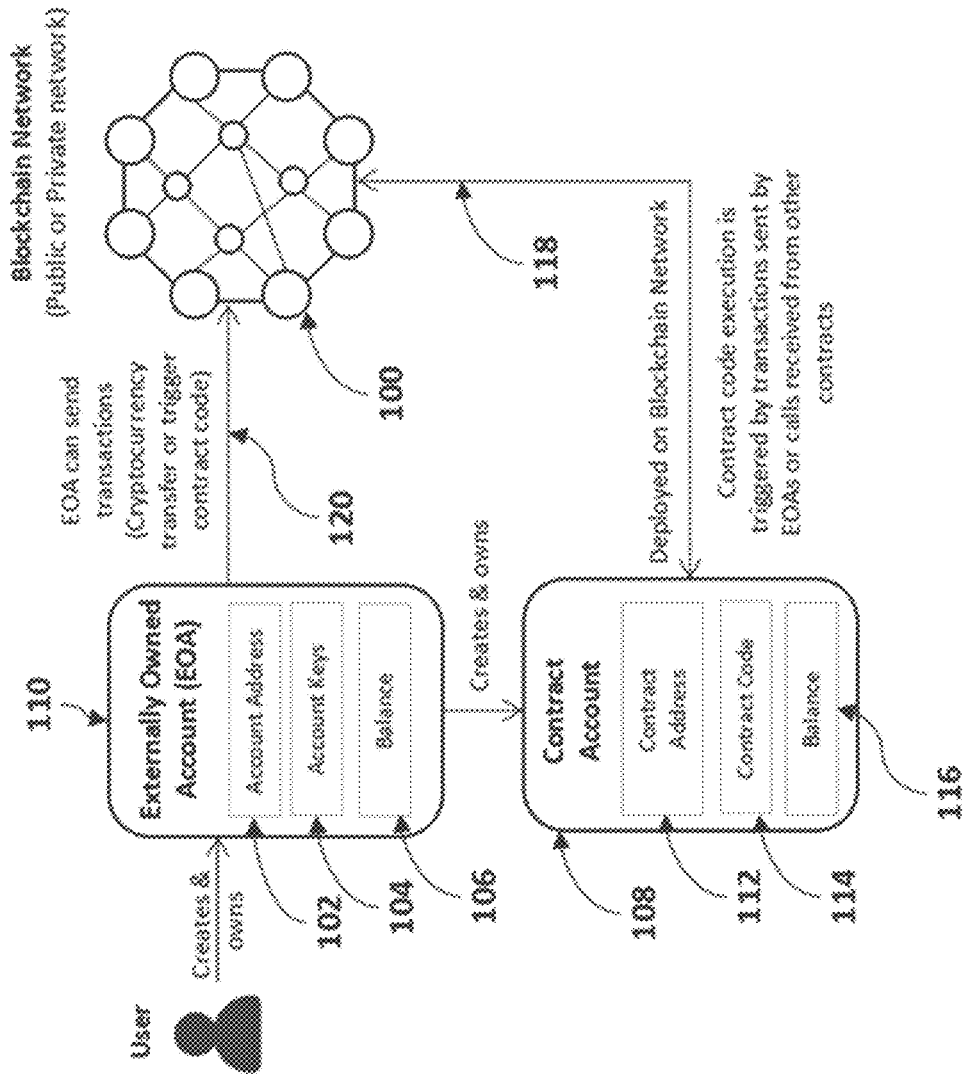 User
Creates &
owns
110
Externally Owned
Account (EOA)
Account Address
Account Keys
Balance
102
104
106
EOA can send
transactions
(Cryptocurrency
transfer or trigger
contract code)
120
Blockchain Network
(Public or Private network)
100
118
Creates & owns
Contract
Account
Contract
Address
Contract Code
Balance
108
112
114
116
Deployed on Blockchain Network
Contract code execution is
triggered by transactions sent by
EOAs or calls received from other
contracts